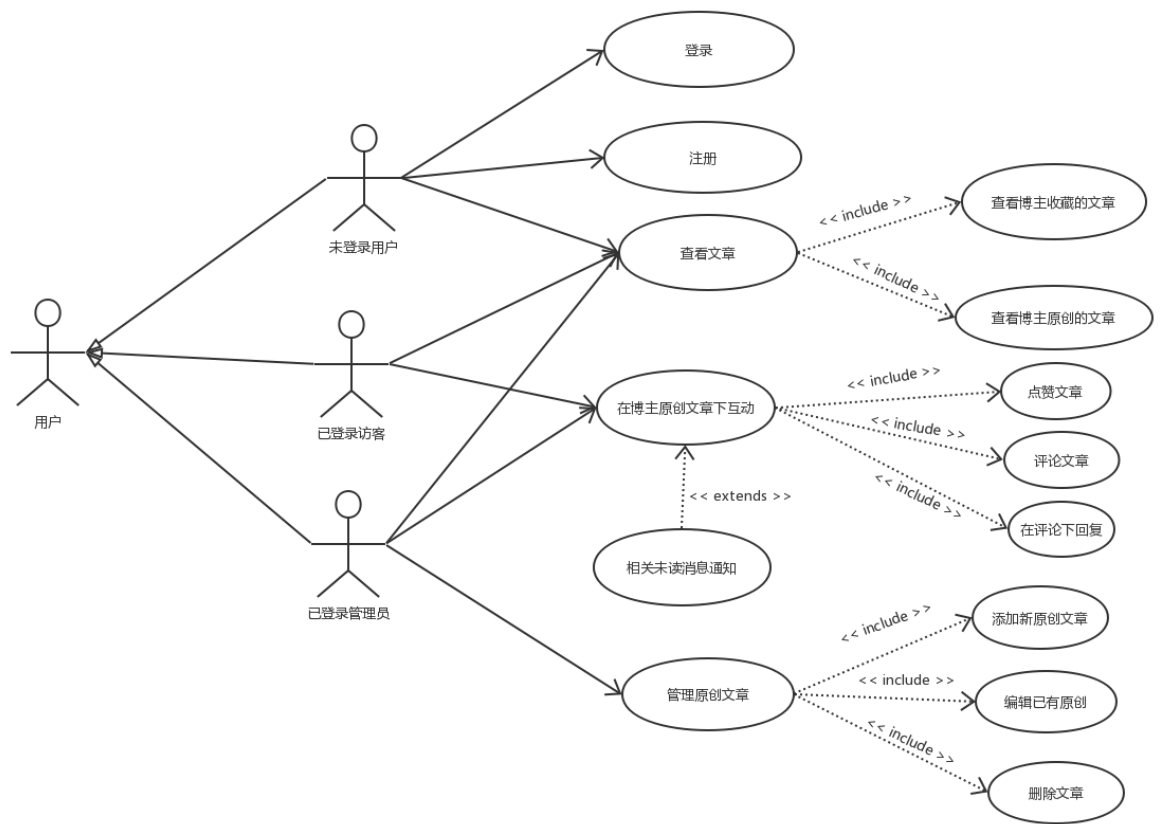 登录
注册
未登录用户
<< include >>
查看博主收藏的文章
查看文章
<< include >>
查看博主原创的文章
用户
已登录访客
在博主原创文章下互动
<< include >>
点赞文章
<< include >>
评论文章
<< include >>
在评论下回复
<< extends >>
相关未读消息通知
已登录管理员
<< include >>
添加新原创文章
管理原创文章
<< include >>
编辑已有原创
<< include >>
删除文章